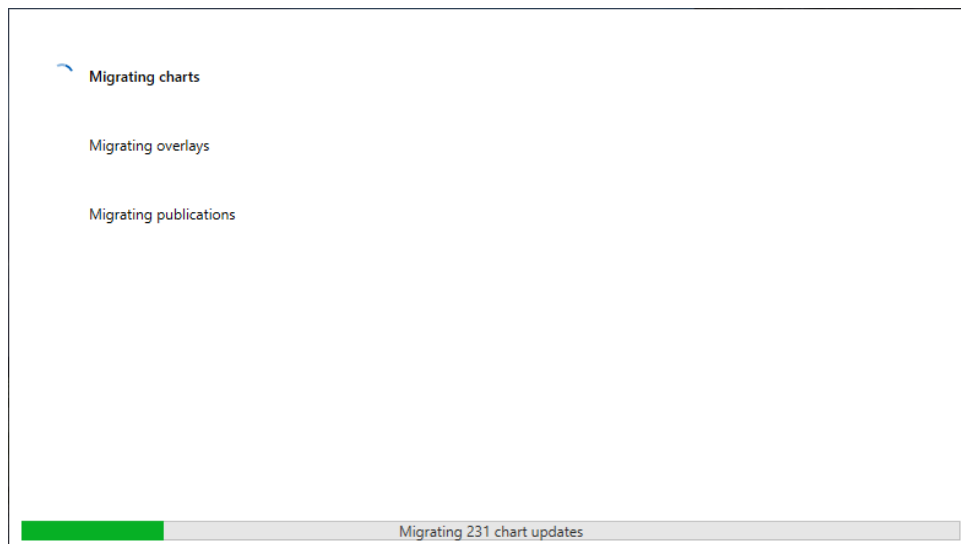 Migrating charts
Migrating overlays
Migrating publications
Migrating 231 chart updates